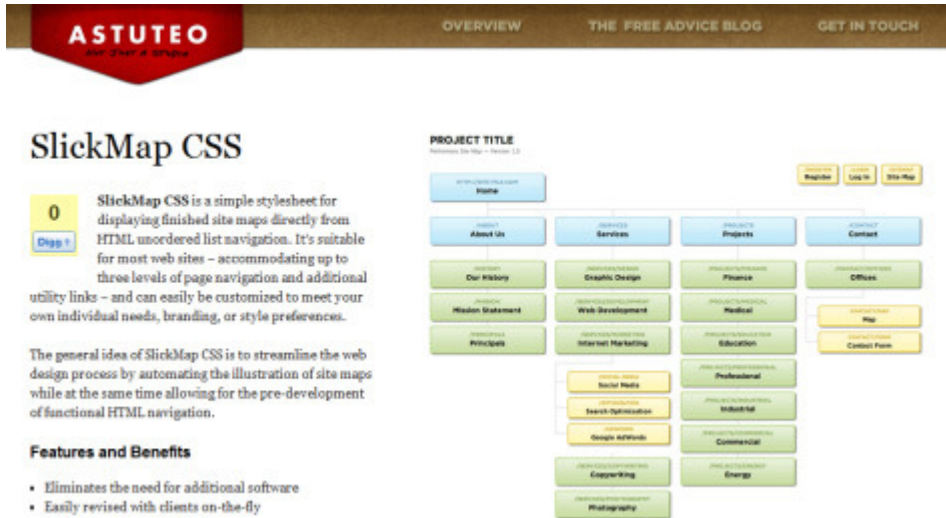 ASTUTEO
OVERVIEW
THE FREE ADVICE BLOG
GET IN TOUCH
SlickMap CSS
0
Digg
SlickMap CSS is a simple stylesheet for
displaying finished site maps directly from
HTML unordered list navigation. It's suitable
for most web sites – accommodating up to
three levels of page navigation and additional
utility links – and can easily be customized to meet your
own individual needs, branding, or style preferences.
The general idea of SlickMap CSS is to streamline the web
design process by automating the illustration of site maps
while at the same time allowing for the pre-development
of functional HTML navigation.
Features and Benefits
• Eliminates the need for additional software
• Easily revised with clients on-the-fly
PROJECT TITLE
Register
Log In
Site Map
Home
/ABOUT
About Us
/SERVICES
Services
/PROJECTS
Projects
/CONTACT
Contact
Our History
Graphic Design
Finance
Offices
Mission Statement
Web Development
Medical
Map
Principals
Internet Marketing
Education
Contact Form
Social Media
Professional
Search Optimization
Industrial
Google AdWords
Commercial
Copywriting
Energy
Photography